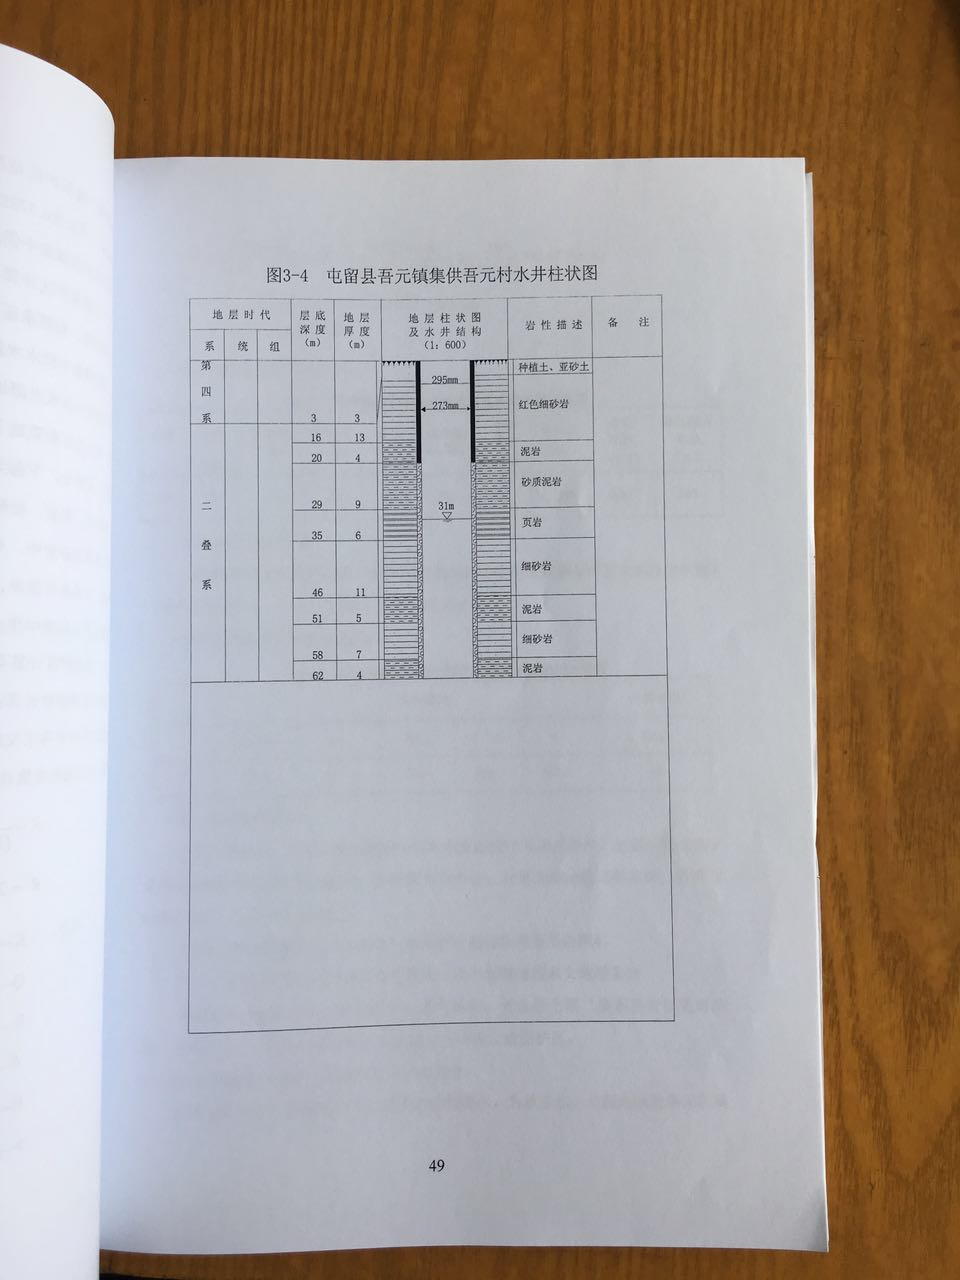 图3-4 屯留县吾元镇集供吾元村水井柱状图
地层时代 层底深度(m) 地层厚度(m) 地层柱状图及水井结构(1: 600) 岩性描述 备注
系 统 组
第四系 3 3 种植土、亚砂土
295mm
273mm
16 13 红色细砂岩
20 4 泥岩
二叠系
29 9 砂质泥岩
31m
35 6 页岩
46 11 细砂岩
51 5 泥岩
58 7 细砂岩
62 4 泥岩
49